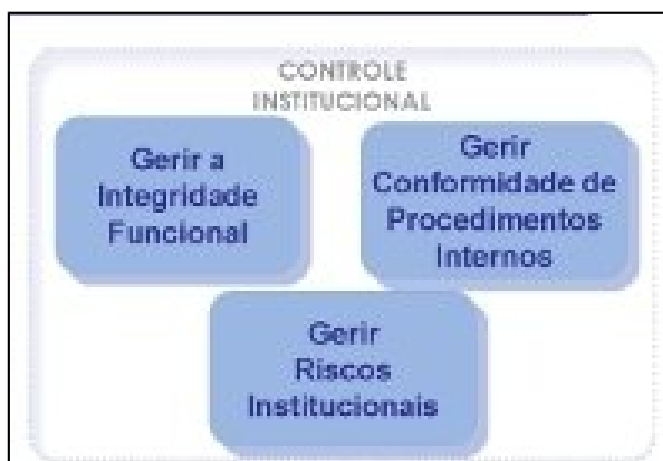 CONTROLE
INSTITUCIONAL
Gerir a
Integridade
Funcional
Gerir
Conformidade de
Procedimentos
Internos
Gerir
Riscos
Institucionais